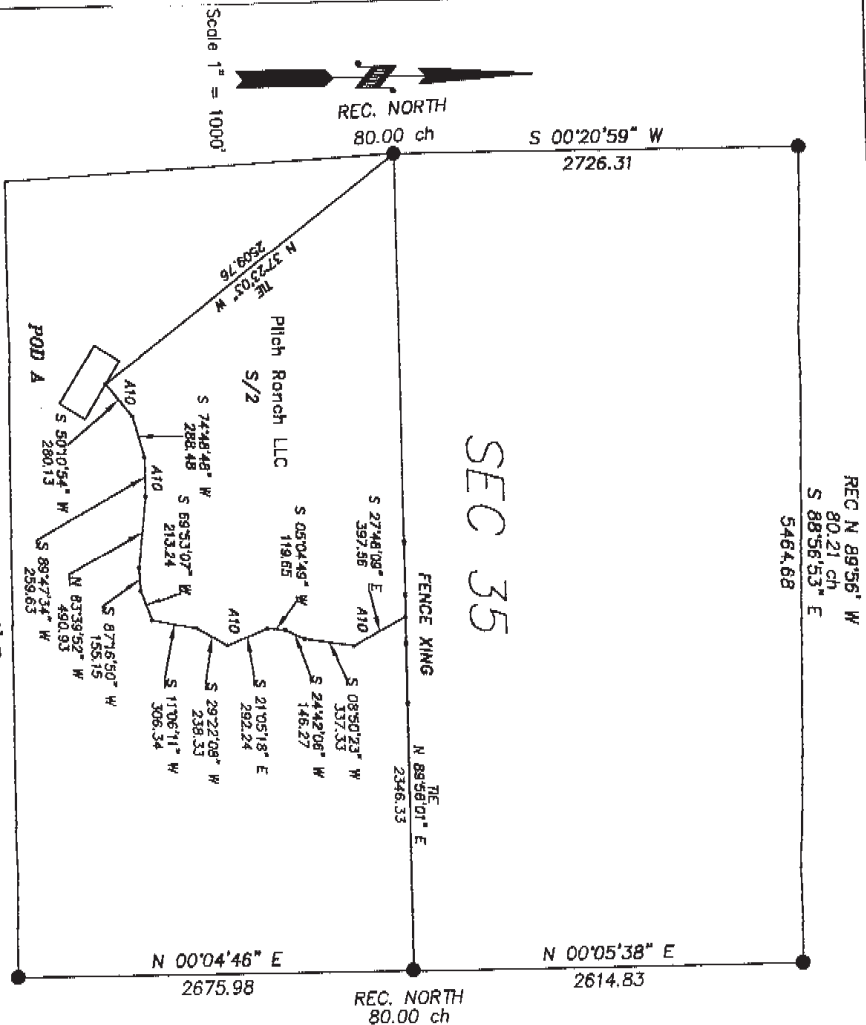 Scale 1" = 1000'
REC. NORTH
80.00 ch
S 00°20'59" W
2726.31
REC N 89°56' W
80.21 ch
S 88°56'53" E
5464.68
SEC 35
TIE
N 37°23'03" W
2509.76
Plich Ranch LLC
S/2
FENCE XING
TIE
N 89°56'01" E
2346.33
S 27°48'09" E
397.56
A10
S 08°50'23" W
337.33
S 24°42'06" W
146.27
S 05°04'49" W
119.65
S 21°05'18" E
292.24
A10
S 29°22'08" W
238.33
S 11°06'11" W
306.34
S 69°53'07" W
213.24
S 87°16'50" W
155.15
N 83°39'52" W
490.93
S 89°47'34" W
259.63
A10
S 74°48'48" W
288.48
A10
S 50°10'54" W
280.13
POD A
N 00°04'46" E
2675.98
N 00°05'38" E
2614.83
REC. NORTH
80.00 ch